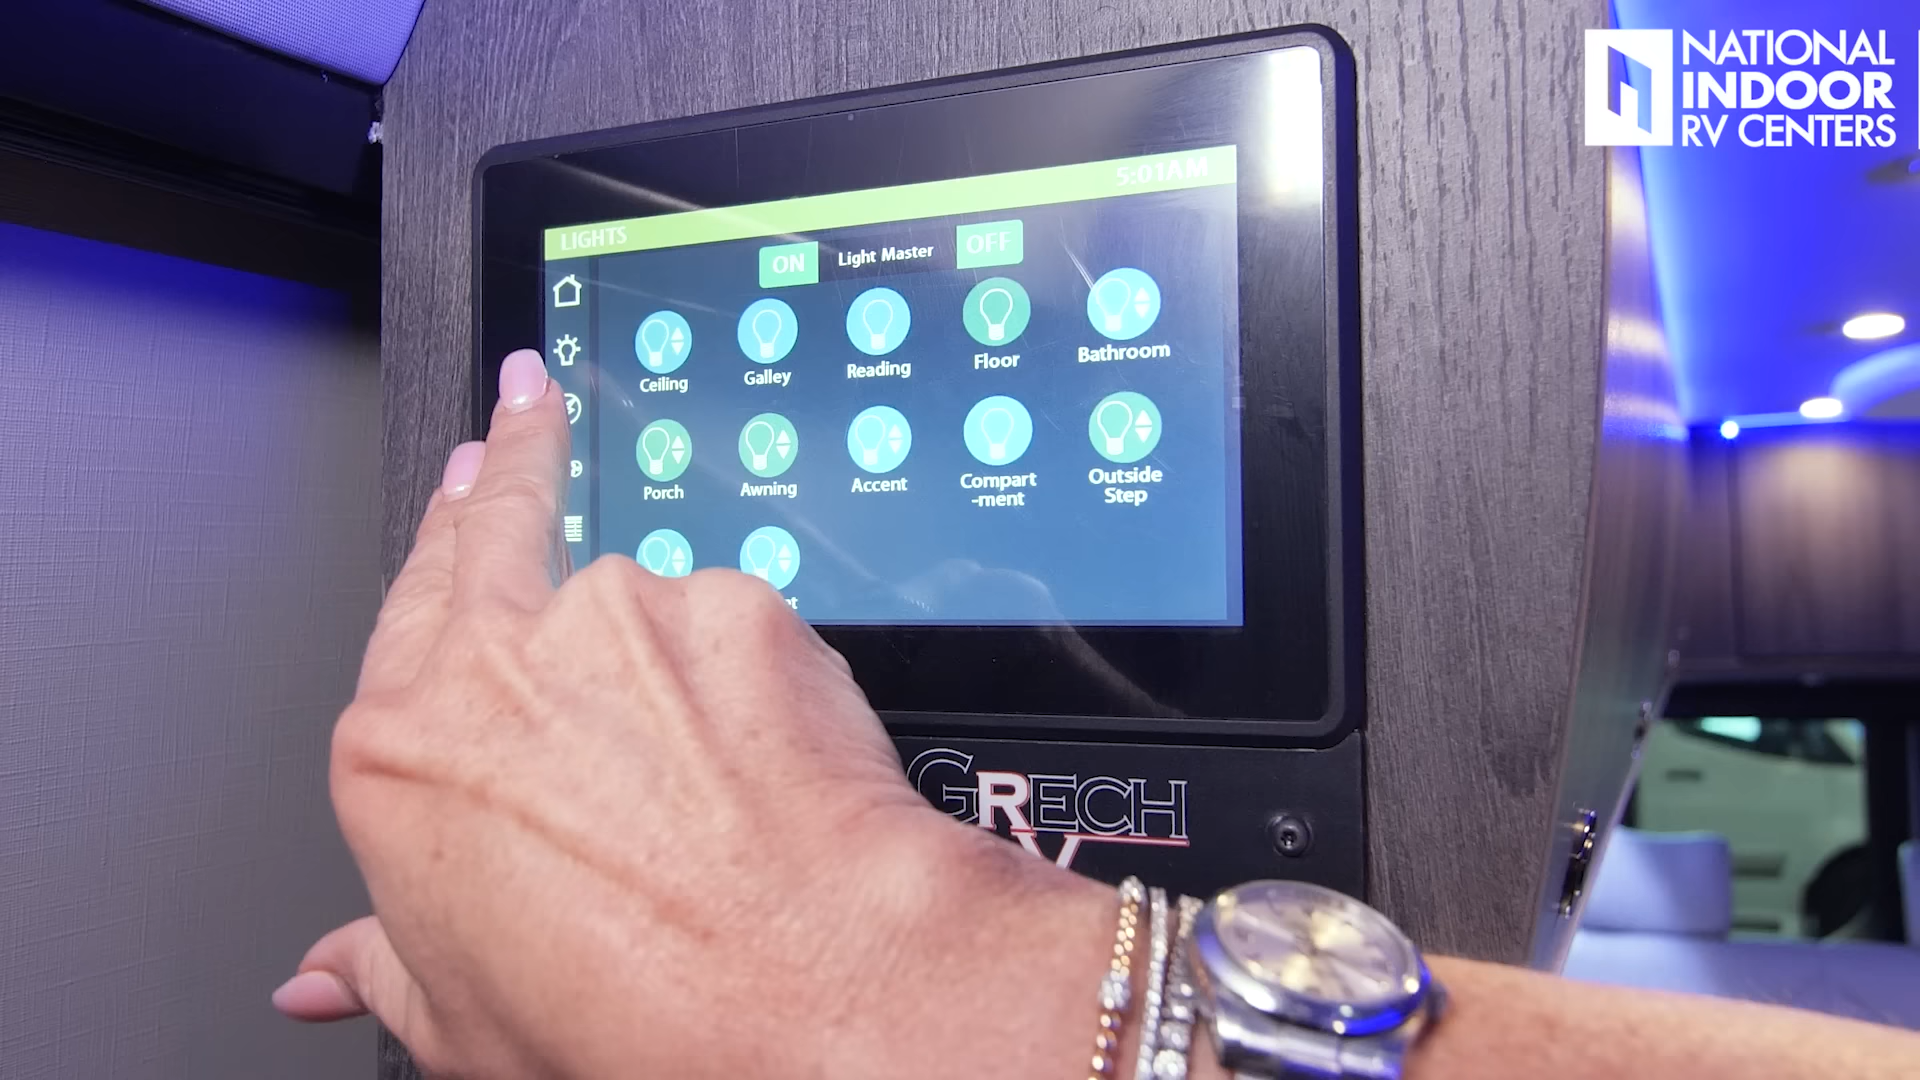 NATIONAL
INDOOR
RV CENTERS
LIGHTS
5:01AM
ON
Light Master
OFF
Ceiling
Galley
Reading
Floor
Bathroom
Porch
Awning
Accent
Compart
-ment
Outside
Step
GRECH